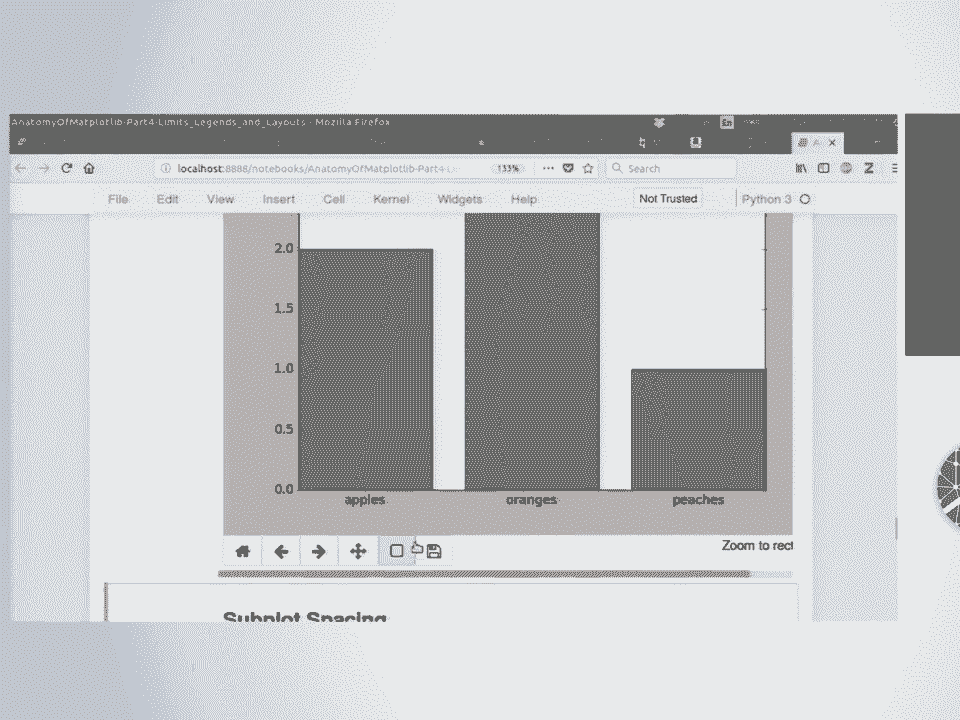 AnatomyOfMatplotlib-Part4-Limits_Legends_and_Layouts - Mozilla Firefox
En
localhost:8888/notebooks/AnatomyOfMatplotlib-Part4-L
133%
Search
File Edit View Insert Cell Kernel Widgets Help
Not Trusted
Python 3
2.0
1.5
1.0
0.5
0.0
apples oranges peaches
Zoom to rect
Subplot Spacing